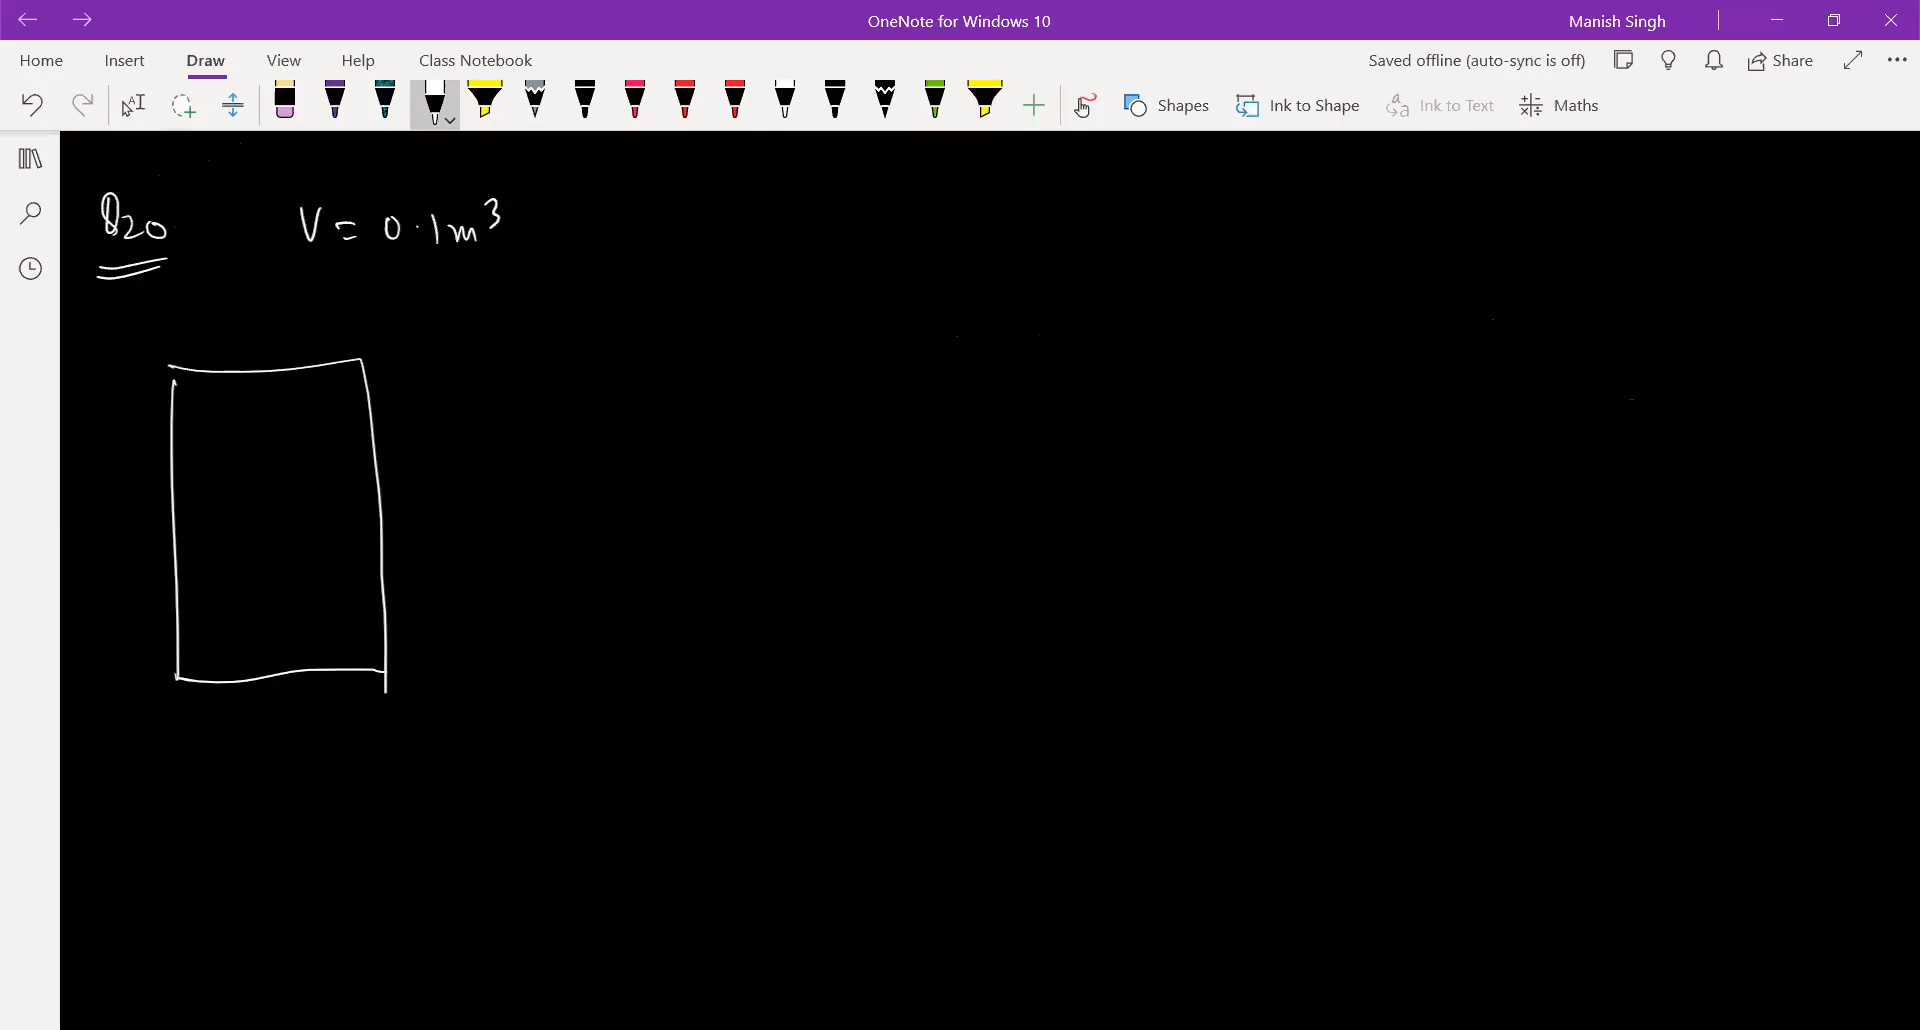 OneNote for Windows 10
Manish Singh
Home Insert Draw View Help Class Notebook
Saved offline (auto-sync is off)
Share
Shapes Ink to Shape Ink to Text Maths
Q20 V = 0.1m³